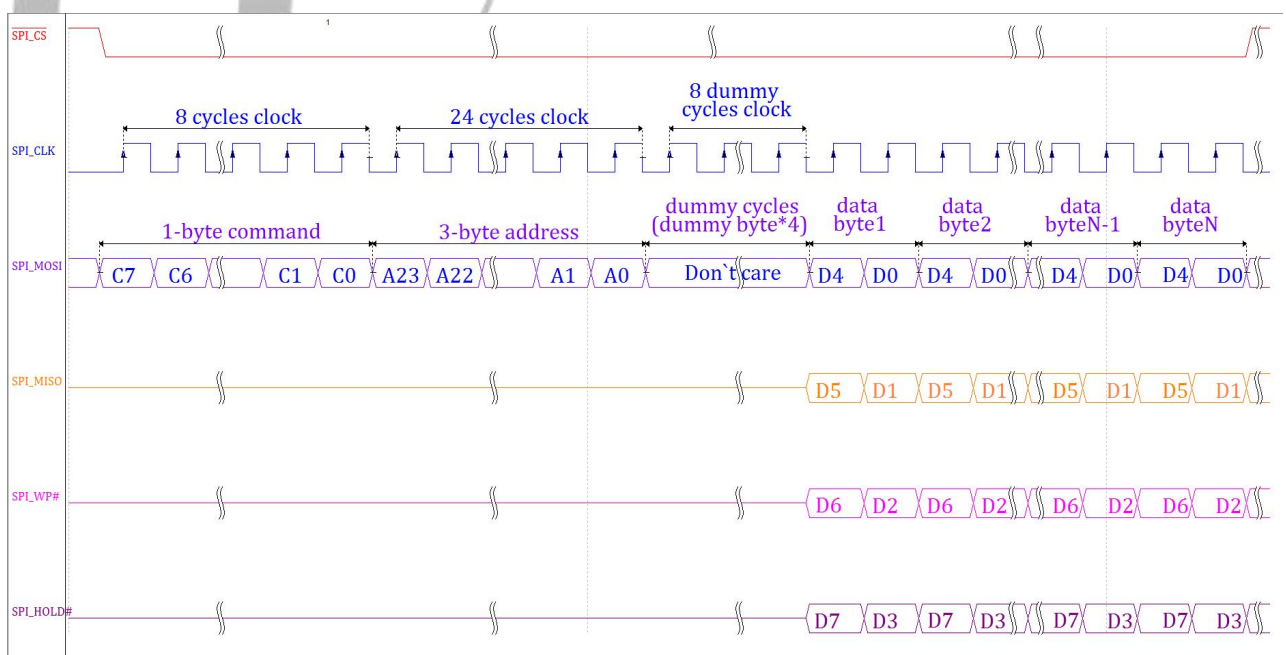 1
SPI_CS
8 cycles clock
24 cycles clock
8 dummy
cycles clock
SPI_CLK
1-byte command
3-byte address
dummy cycles
(dummy byte*4)
data
byte1
data
byte2
data
byteN-1
data
byteN
SPI_MOSI
C7 C6 C1 C0 A23 A22 A1 A0 Don`t care D4 D0 D4 D0 D4 D0 D4 D0
SPI_MISO
D5 D1 D5 D1 D5 D1 D5 D1
SPI_WP#
D6 D2 D6 D2 D6 D2 D6 D2
SPI_HOLD#
D7 D3 D7 D3 D7 D3 D7 D3